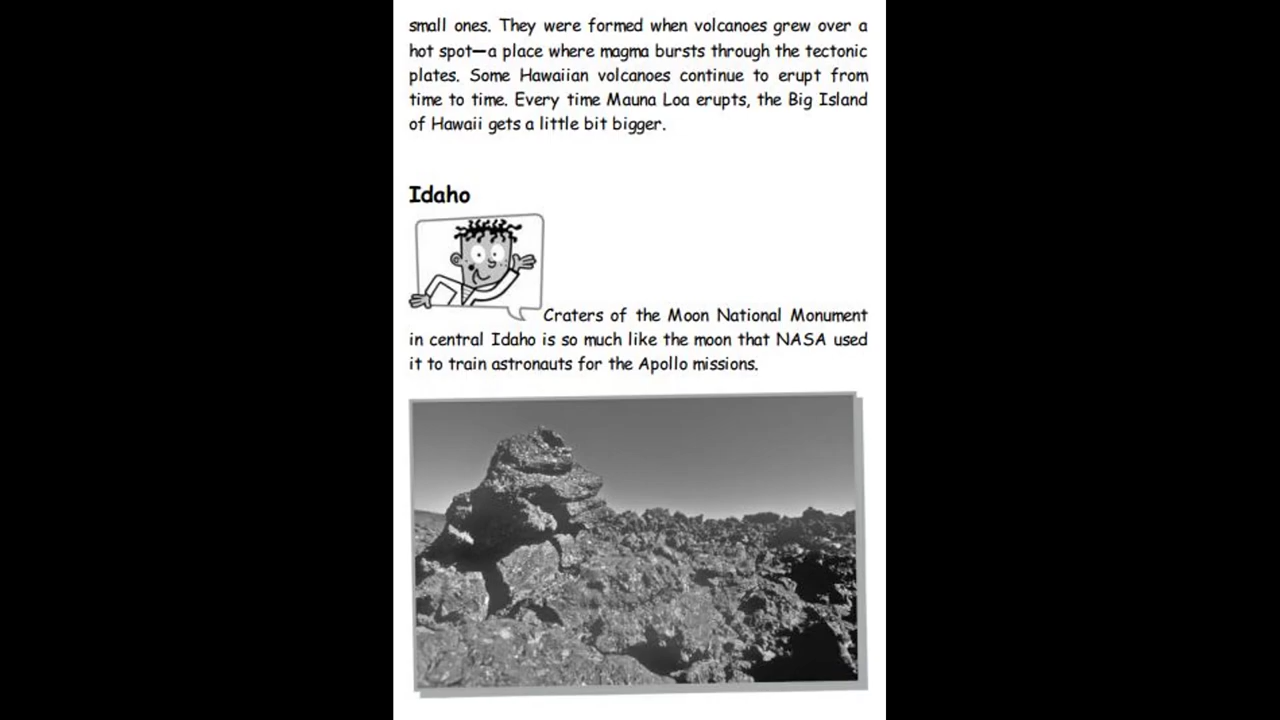 small ones. They were formed when volcanoes grew over a
hot spot—a place where magma bursts through the tectonic
plates. Some Hawaiian volcanoes continue to erupt from
time to time. Every time Mauna Loa erupts, the Big Island
of Hawaii gets a little bit bigger.
Idaho
Craters of the Moon National Monument
in central Idaho is so much like the moon that NASA used
it to train astronauts for the Apollo missions.